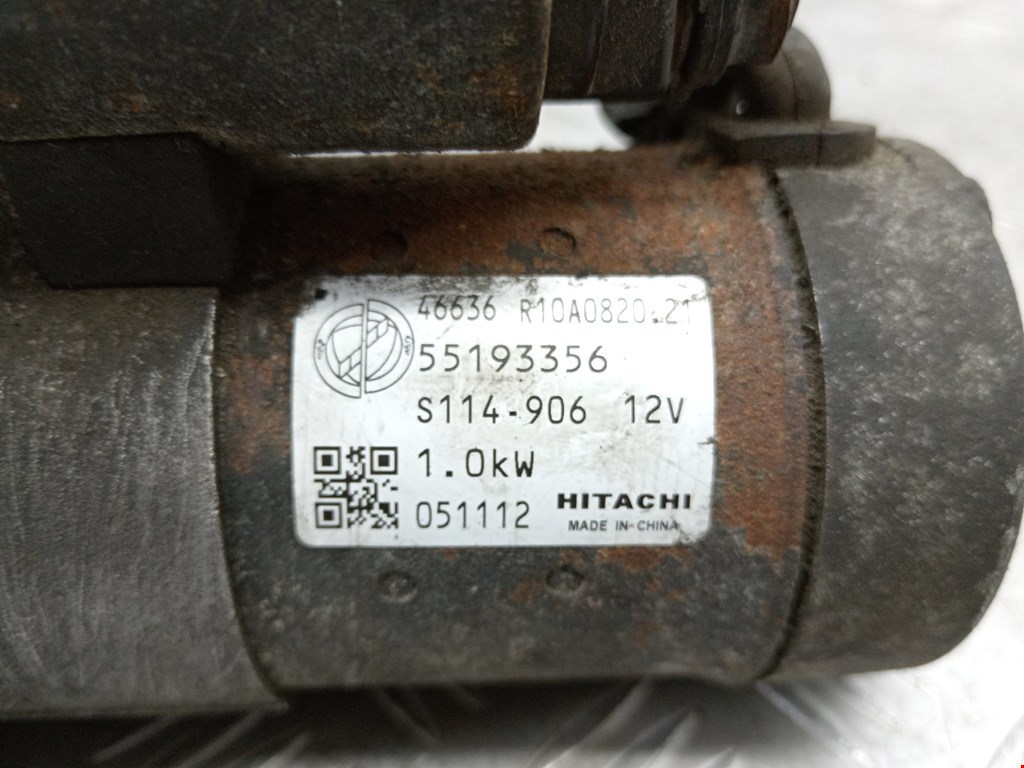 46636 R10A0820.21
55193356
S114-906 12V
1.0kW
051112 HITACHI
MADE IN CHINA